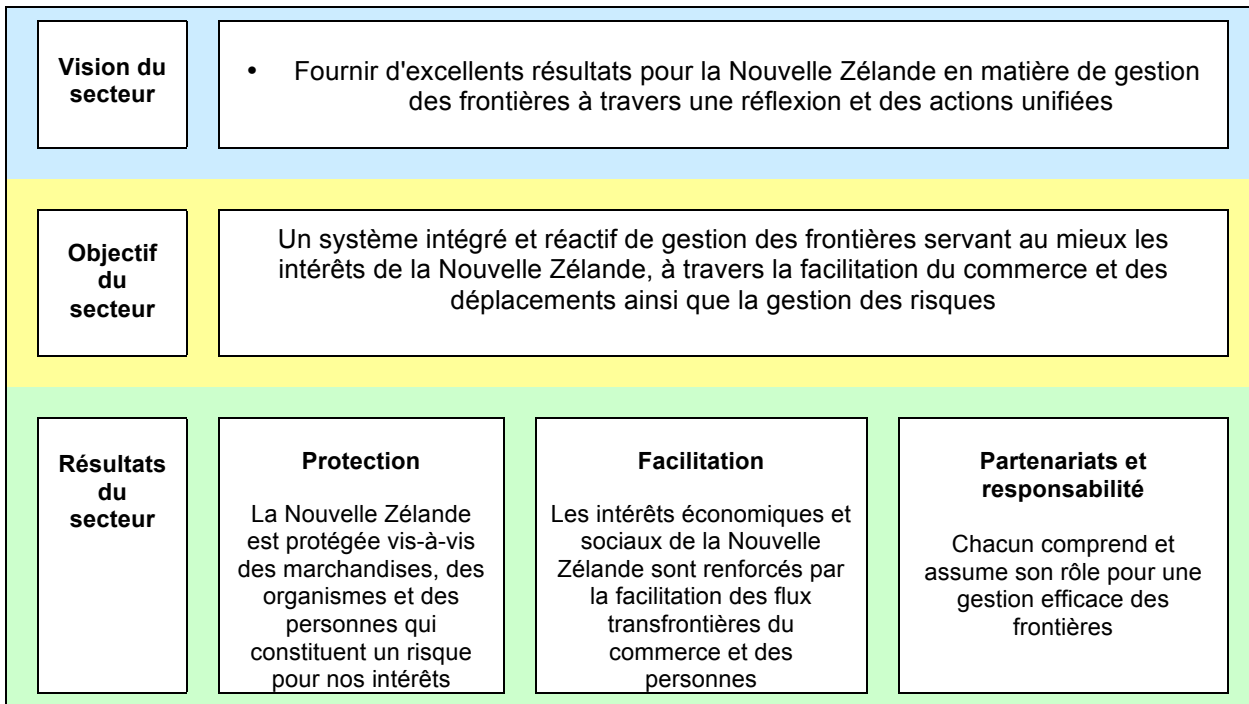 Vision du
secteur
• Fournir d'excellents résultats pour la Nouvelle Zélande en matière de gestion
des frontières à travers une réflexion et des actions unifiées
Objectif
du
secteur
Un système intégré et réactif de gestion des frontières servant au mieux les
intérêts de la Nouvelle Zélande, à travers la facilitation du commerce et des
déplacements ainsi que la gestion des risques
Résultats
du
secteur
Protection
La Nouvelle Zélande
est protégée vis-à-vis
des marchandises, des
organismes et des
personnes qui
constituent un risque
pour nos intérêts
Facilitation
Les intérêts économiques et
sociaux de la Nouvelle
Zélande sont renforcés par
la facilitation des flux
transfrontières du
commerce et des
personnes
Partenariats et
responsabilité
Chacun comprend et
assume son rôle pour une
gestion efficace des
frontières